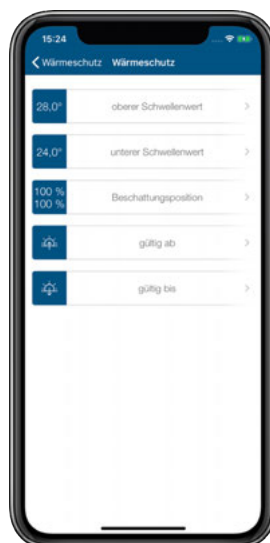 15:24
Wärmeschutz Wärmeschutz
28,0° oberer Schwellenwert
24,0° unterer Schwellenwert
100 %
100 % Beschattungsposition
gültig ab
gültig bis